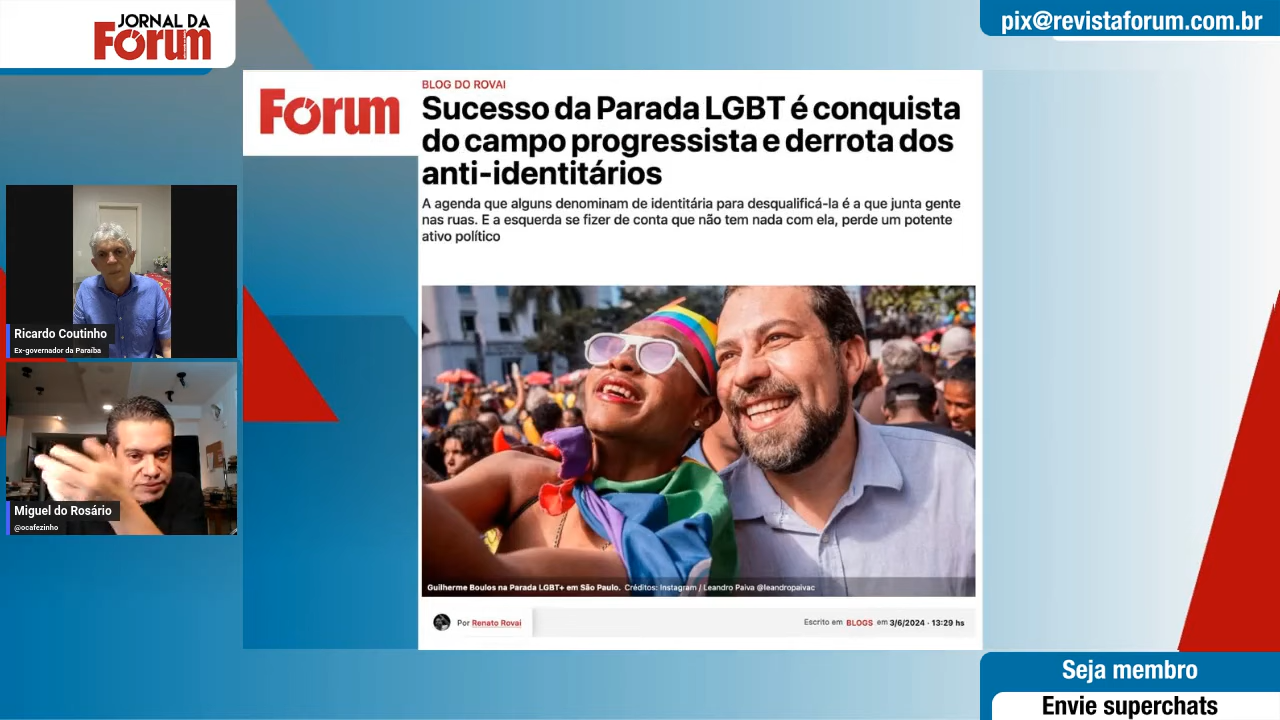 JORNAL DA
Forum
pix@revistaforum.com.br
Forum
BLOG DO ROVAI
Sucesso da Parada LGBT é conquista
do campo progressista e derrota dos
anti-identitários
A agenda que alguns denominam de identitária para desqualificá-la é a que junta gente
nas ruas. E a esquerda se fizer de conta que não tem nada com ela, perde um potente
ativo político
Ricardo Coutinho
Ex-governador da Paraíba
Miguel do Rosário
@ocafezinho
Guilherme Boulos na Parada LGBT+ em São Paulo. Créditos: Instagram / Leandro Paiva @leandropaivac
Por Renato Rovai
Escrito em BLOGS em 3/6/2024 · 13:29 hs
Seja membro
Envie superchats